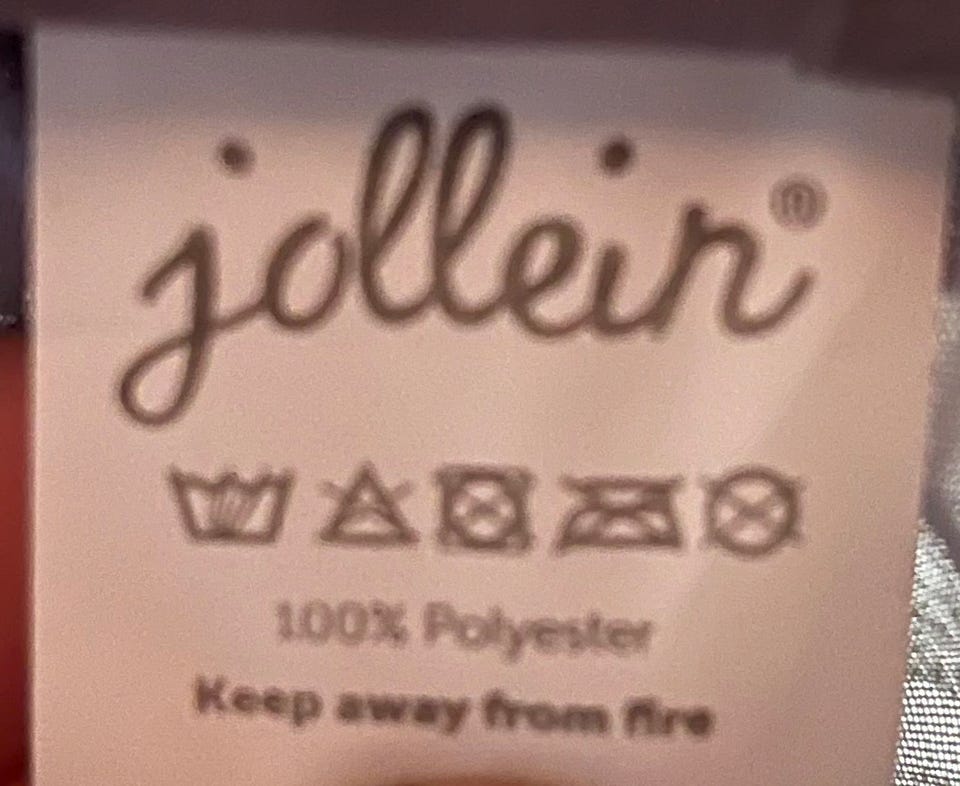 jollein®
100% Polyester
Keep away from fire